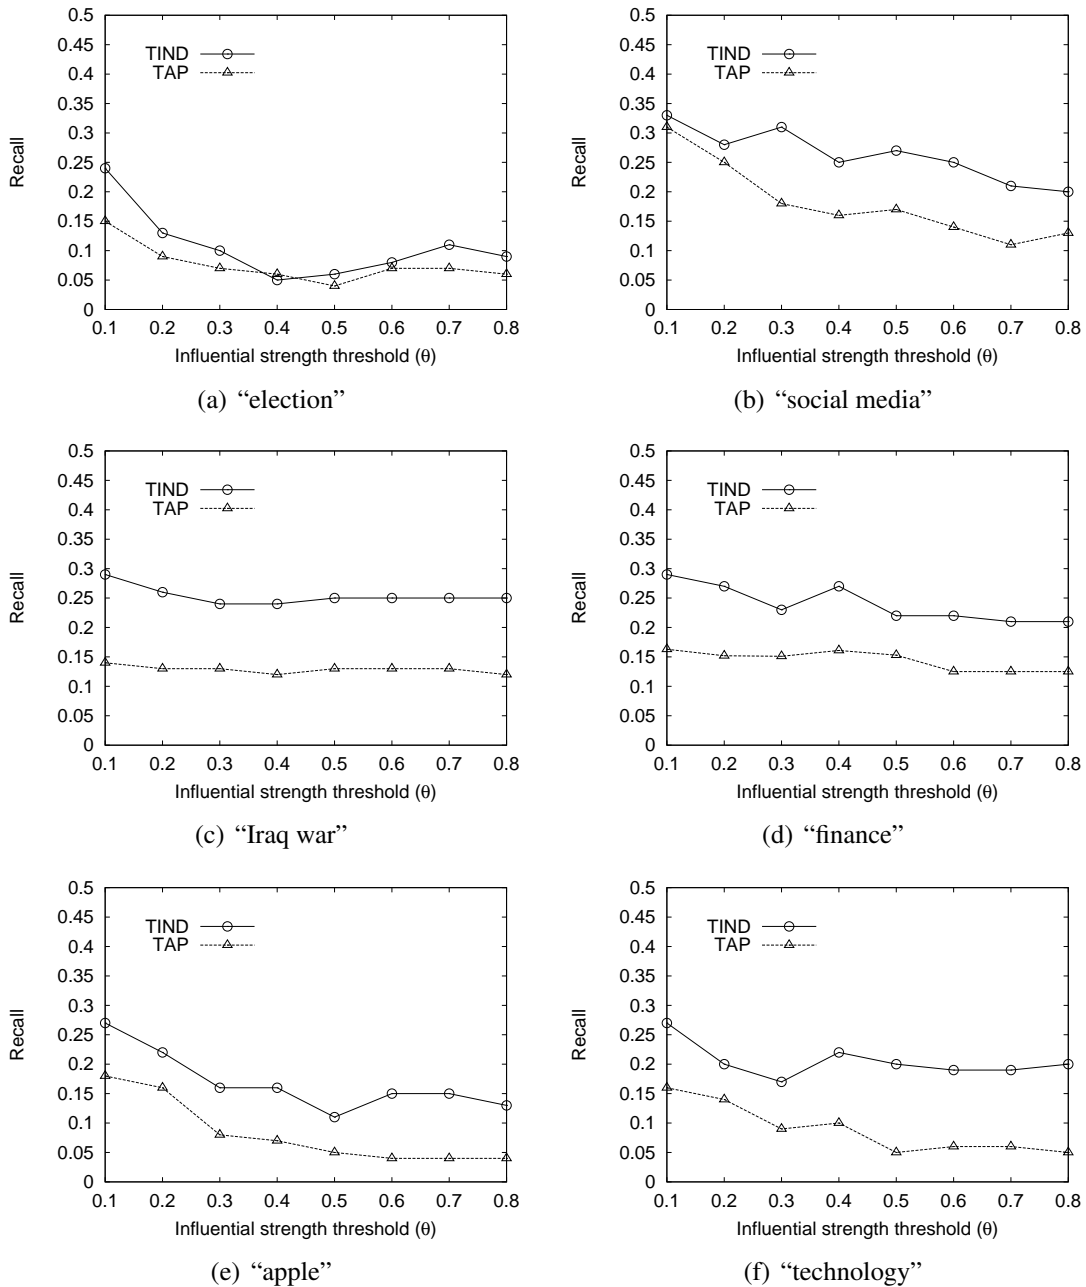 0.5
0.45
0.4
0.35
0.3
0.25
0.2
0.15
0.1
0.05
0
Recall
TIND
TAP
0.1 0.2 0.3 0.4 0.5 0.6 0.7 0.8
Influential strength threshold (θ)
(a) “election”
0.5
0.45
0.4
0.35
0.3
0.25
0.2
0.15
0.1
0.05
0
Recall
TIND
TAP
0.1 0.2 0.3 0.4 0.5 0.6 0.7 0.8
Influential strength threshold (θ)
(b) “social media”
0.5
0.45
0.4
0.35
0.3
0.25
0.2
0.15
0.1
0.05
0
Recall
TIND
TAP
0.1 0.2 0.3 0.4 0.5 0.6 0.7 0.8
Influential strength threshold (θ)
(c) “Iraq war”
0.5
0.45
0.4
0.35
0.3
0.25
0.2
0.15
0.1
0.05
0
Recall
TIND
TAP
0.1 0.2 0.3 0.4 0.5 0.6 0.7 0.8
Influential strength threshold (θ)
(d) “finance”
0.5
0.45
0.4
0.35
0.3
0.25
0.2
0.15
0.1
0.05
0
Recall
TIND
TAP
0.1 0.2 0.3 0.4 0.5 0.6 0.7 0.8
Influential strength threshold (θ)
(e) “apple”
0.5
0.45
0.4
0.35
0.3
0.25
0.2
0.15
0.1
0.05
0
Recall
TIND
TAP
0.1 0.2 0.3 0.4 0.5 0.6 0.7 0.8
Influential strength threshold (θ)
(f) “technology”